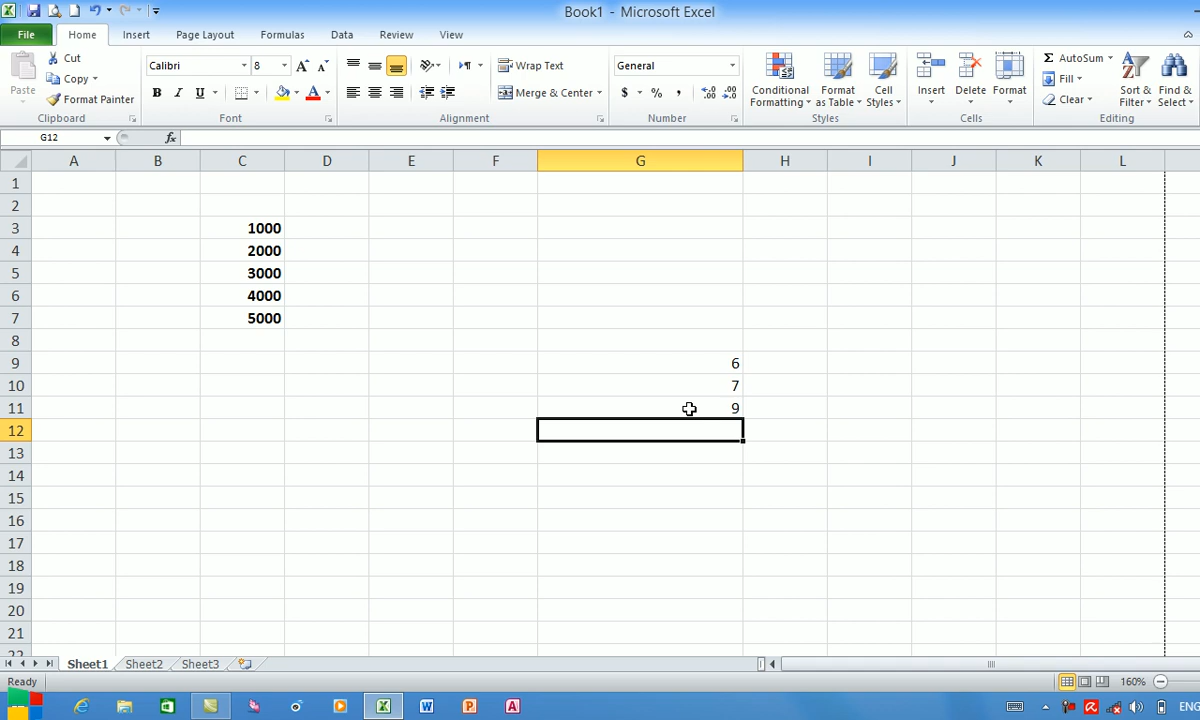 Book1 - Microsoft Excel
File Home Insert Page Layout Formulas Data Review View
Paste
Cut
Copy
Format Painter
Clipboard
Calibri 8
B I U
Font
Wrap Text
Merge & Center
Alignment
General
$ % ,
Number
Conditional Formatting
Format as Table
Cell Styles
Styles
Insert Delete Format
Cells
AutoSum
Fill
Clear
Sort & Filter
Find & Select
Editing
G12 fx
A B C D E F G H I J K L
1
2
3 1000
4 2000
5 3000
6 4000
7 5000
8
9 6
10 7
11 9
12
13
14
15
16
17
18
19
20
21
22
Sheet1 Sheet2 Sheet3
Ready 160%
ENG